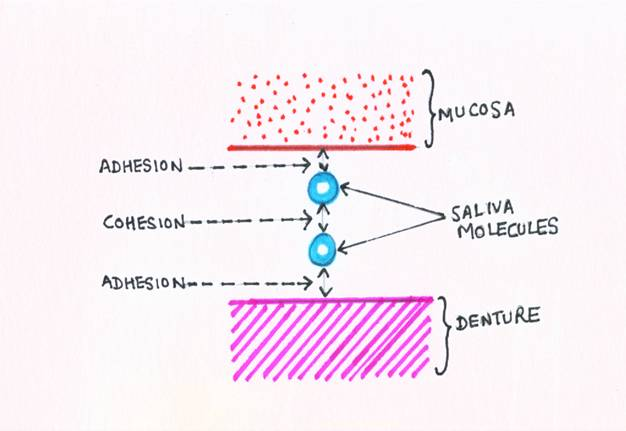 MUCOSA
ADHESION
COHESION
SALIVA
MOLECULES
ADHESION
DENTURE